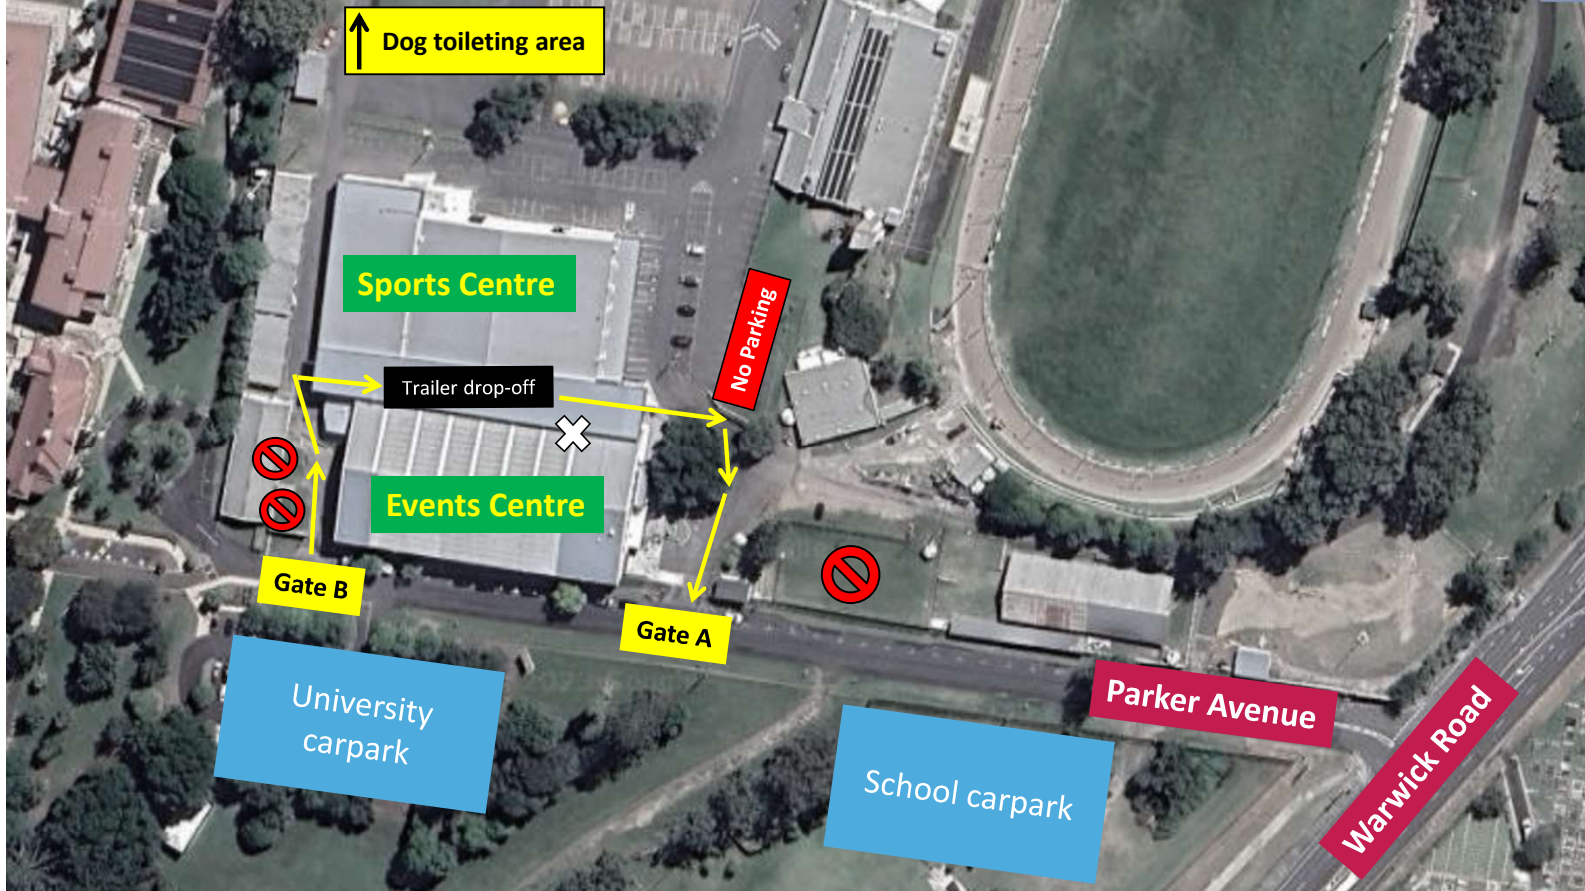 Dog toileting area
Sports Centre
No Parking
Trailer drop-off
Events Centre
Gate B
Gate A
University
carpark
Parker Avenue
School carpark
Warwick Road